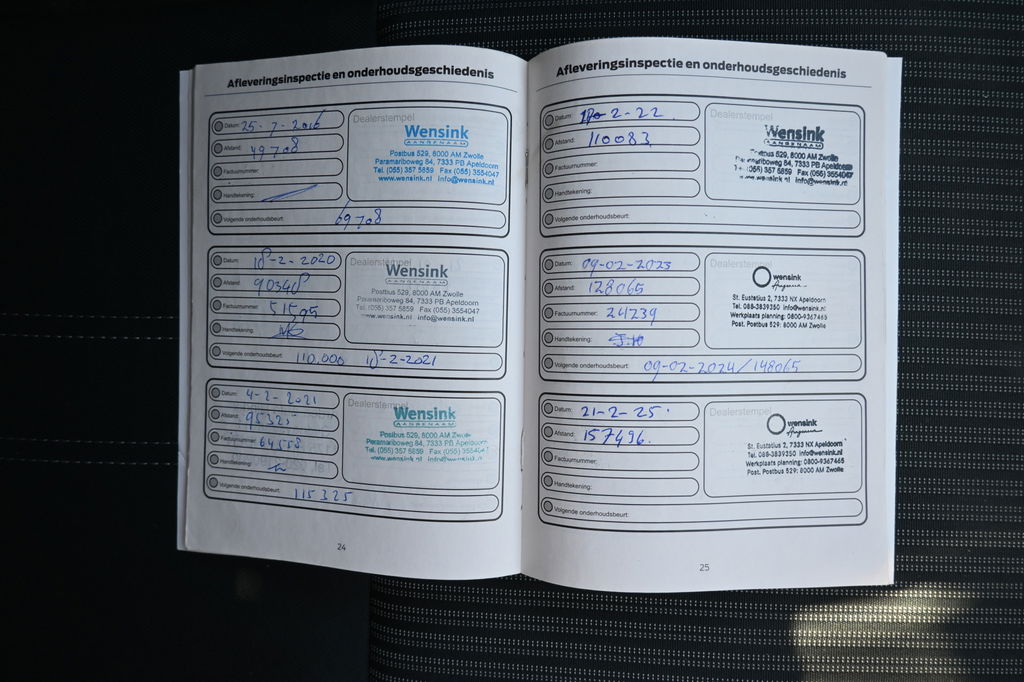 Afleveringsinspectie en onderhoudsgeschiedenis
Datum: 25-7-2016
Afstand: 49708
Factuurnummer:
Handtekening:
Volgende onderhoudsbeurt: 69708
Dealerstempel
Wensink
AANGENAAM
Postbus 529, 8000 AM Zwolle
Paramariboweg 84, 7333 PB Apeldoorn
Tel. (055) 357 5859 Fax (055) 3554047
www.wensink.nl info@wensink.nl
Datum: 18-2-2020
Afstand: 90348
Factuurnummer: 51595
Handtekening:
Volgende onderhoudsbeurt: 110.000 18-2-2021
Dealerstempel
Wensink
AANGENAAM
Postbus 529, 8000 AM Zwolle
Paramariboweg 84, 7333 PB Apeldoorn
Tel. (055) 357 5859 Fax (055) 3554047
www.wensink.nl info@wensink.nl
Datum: 4-2-2021
Afstand: 95325
Factuurnummer: 64558
Handtekening:
Volgende onderhoudsbeurt: 115325
Dealerstempel
Wensink
AANGENAAM
Postbus 529, 8000 AM Zwolle
Paramariboweg 84, 7333 PB Apeldoorn
Tel. (055) 357 5859 Fax (055) 3554047
www.wensink.nl info@wensink.nl
24
Afleveringsinspectie en onderhoudsgeschiedenis
Datum: 2-22
Afstand: 110083
Factuurnummer:
Handtekening:
Volgende onderhoudsbeurt:
Dealerstempel
Wensink
AANGENAAM
Postbus 529, 8000 AM Zwolle
Paramariboweg 84, 7333 PB Apeldoorn
(055) 357 5859 Fax (055) 3554047
www.wensink.nl info@wensink.nl
Datum: 09-02-2023
Afstand: 128065
Factuurnummer: 24239
Handtekening:
Volgende onderhoudsbeurt: 09-02-2024/148065
Dealerstempel
wensink
St. Eustatius 2, 7333 NX Apeldoorn
Tel. 088-3839350 info@wensink.nl
Werkplaats planning: 0800-9367465
Post. Postbus 529: 8000 AM Zwolle
Datum: 21-2-25.
Afstand: 157496.
Factuurnummer:
Handtekening:
Volgende onderhoudsbeurt:
Dealerstempel
wensink
St. Eustatius 2, 7333 NX Apeldoorn
Tel. 088-3839350 info@wensink.nl
Werkplaats planning: 0800-9367465
Post. Postbus 529: 8000 AM Zwolle
25